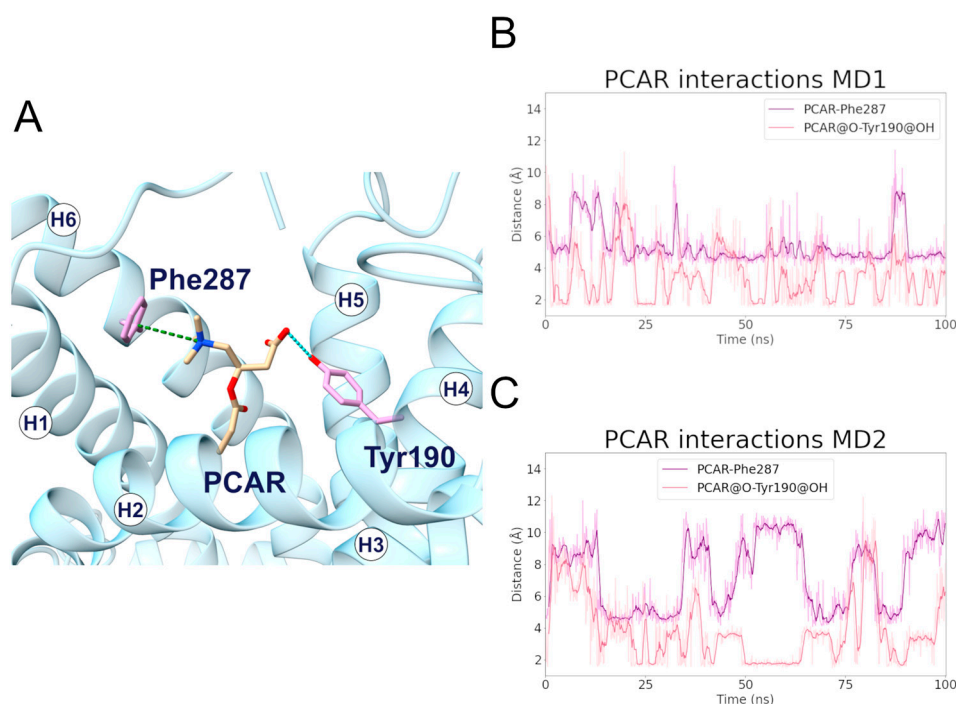 A
H6
Phe287
H5
H4
H1
Tyr190
PCAR
H2
H3
B
PCAR interactions MD1
PCAR-Phe287
PCAR@O-Tyr190@OH
Distance (Å)
14
12
10
8
6
4
2
0
25
50
75
100
Time (ns)
C
PCAR interactions MD2
PCAR-Phe287
PCAR@O-Tyr190@OH
Distance (Å)
14
12
10
8
6
4
2
0
25
50
75
100
Time (ns)